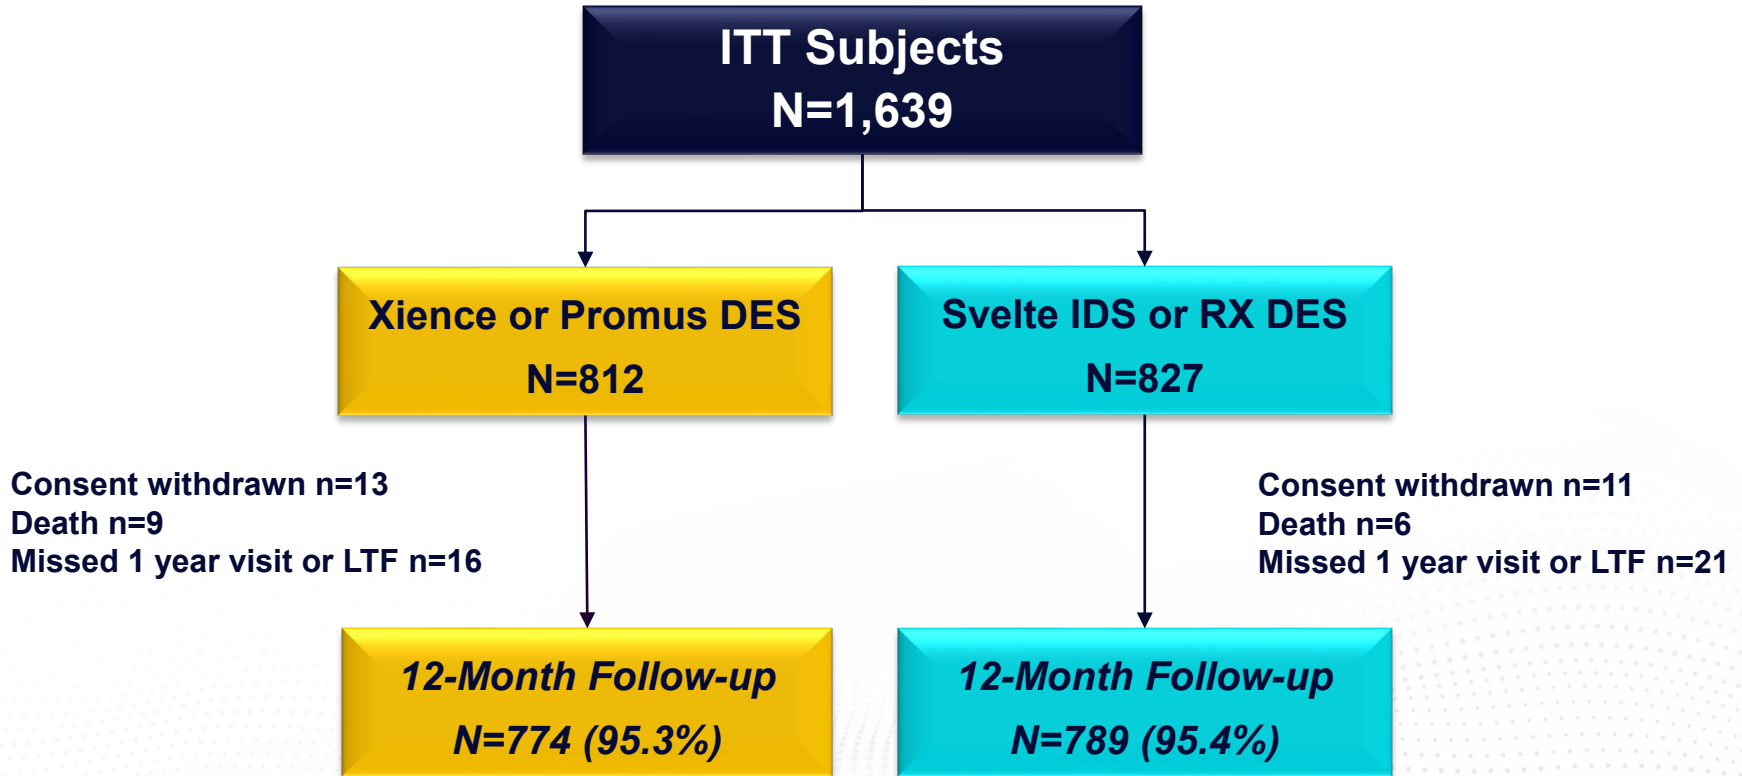 ITT Subjects
N=1,639
Xience or Promus DES
N=812
Svelte IDS or RX DES
N=827
Consent withdrawn n=13
Death n=9
Missed 1 year visit or LTF n=16
Consent withdrawn n=11
Death n=6
Missed 1 year visit or LTF n=21
12-Month Follow-up
N=774 (95.3%)
12-Month Follow-up
N=789 (95.4%)